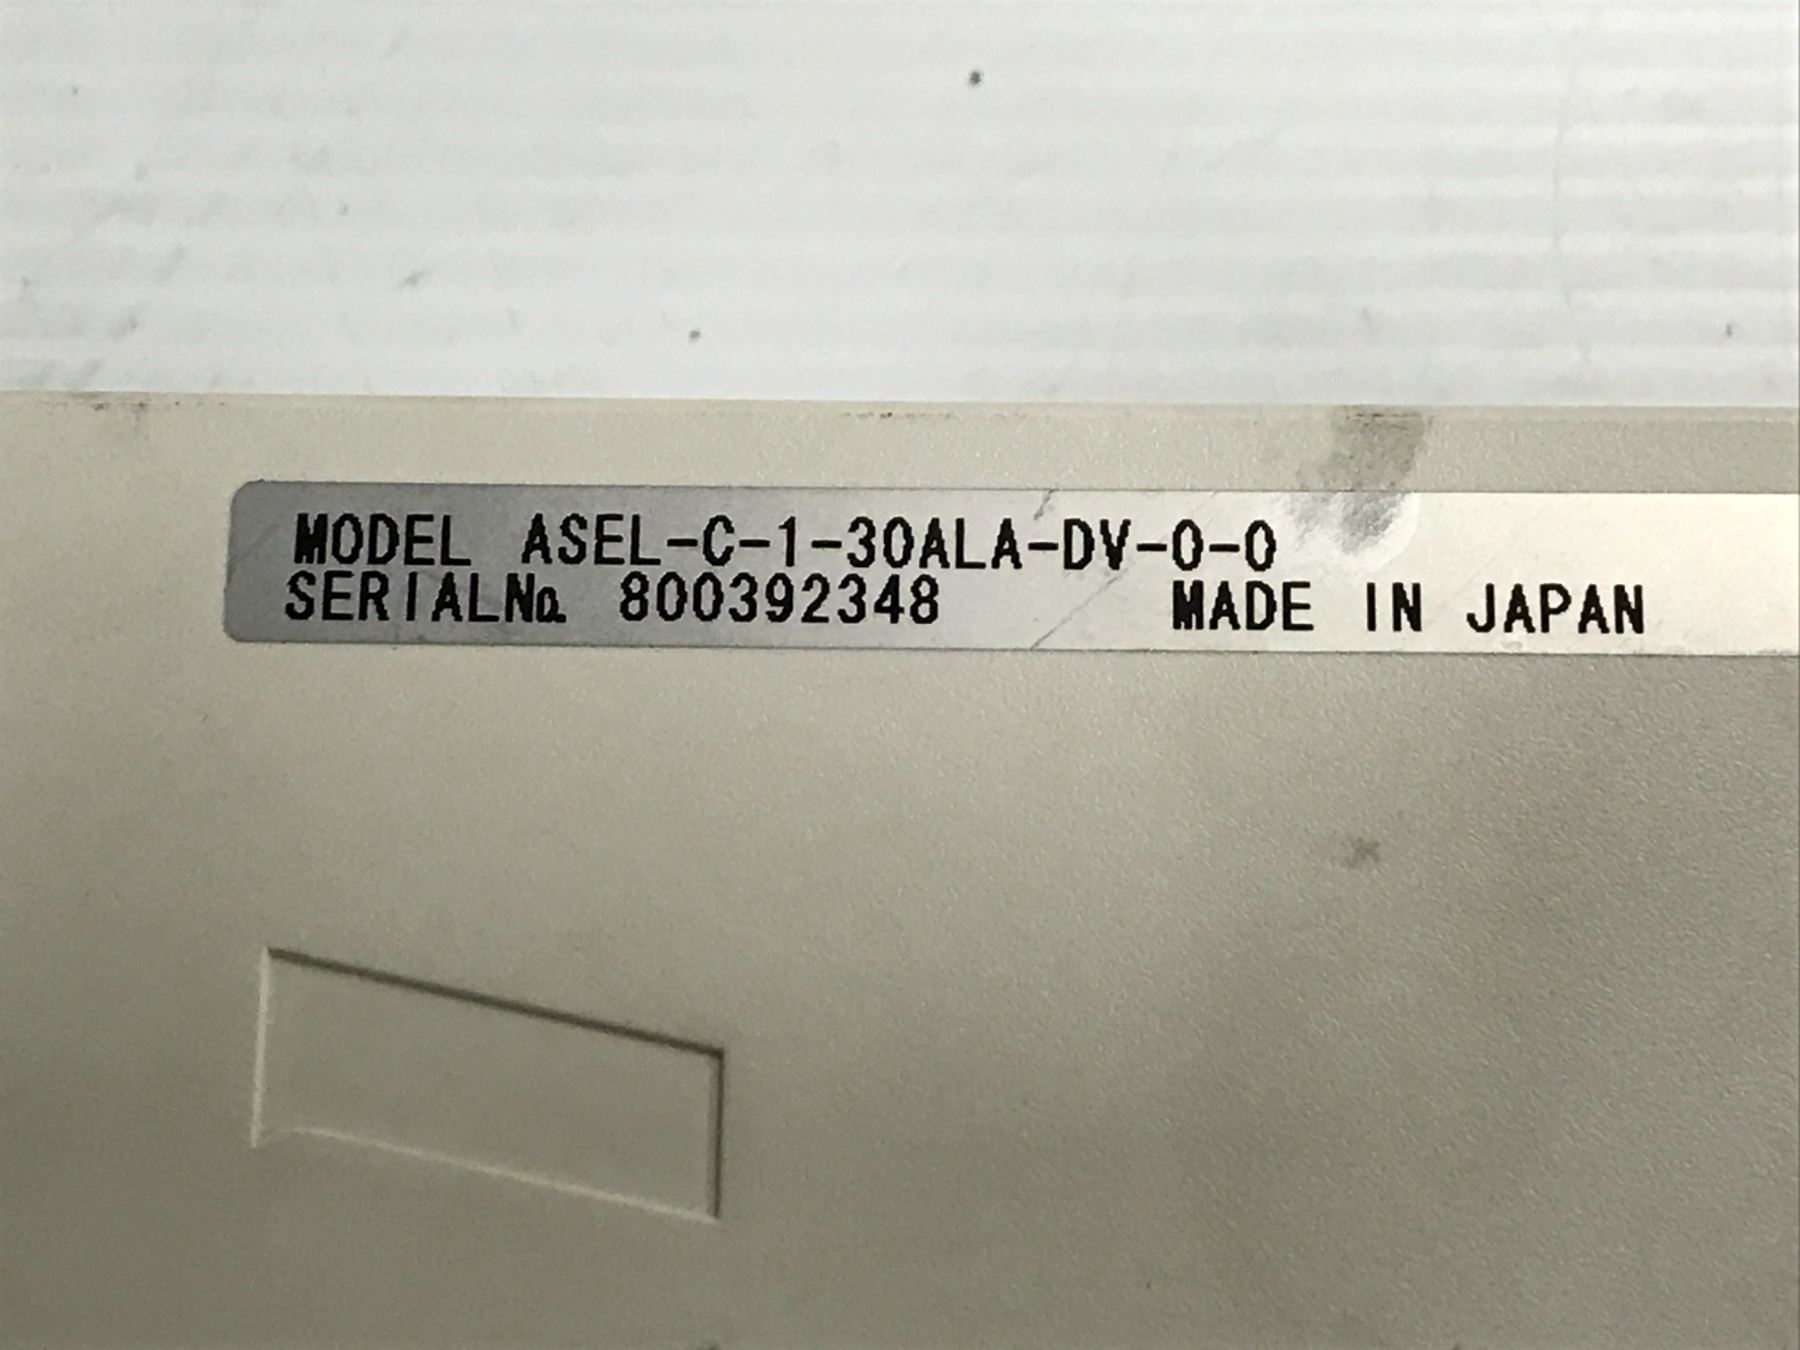 MODEL ASEL-C-1-30ALA-DV-0-0
SERIAL№ 800392348 MADE IN JAPAN